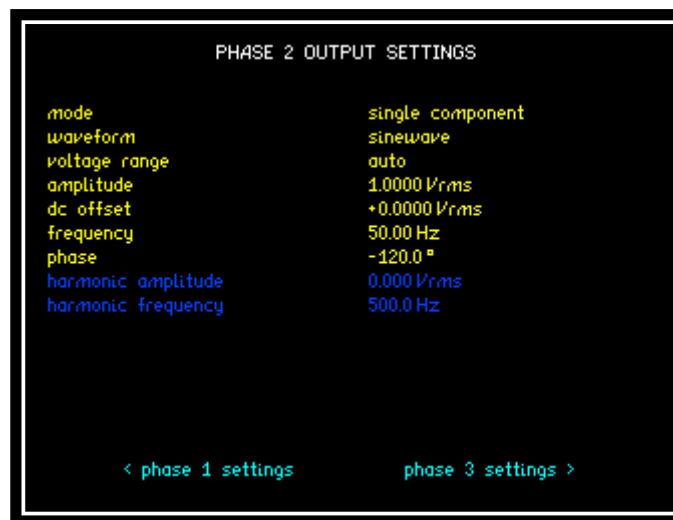 PHASE 2 OUTPUT SETTINGS
mode single component
waveform sinewave
voltage range auto
amplitude 1.0000 Vrms
dc offset +0.0000 Vrms
frequency 50.00 Hz
phase -120.0 °
harmonic amplitude 0.000 Vrms
harmonic frequency 500.0 Hz
< phase 1 settings phase 3 settings >